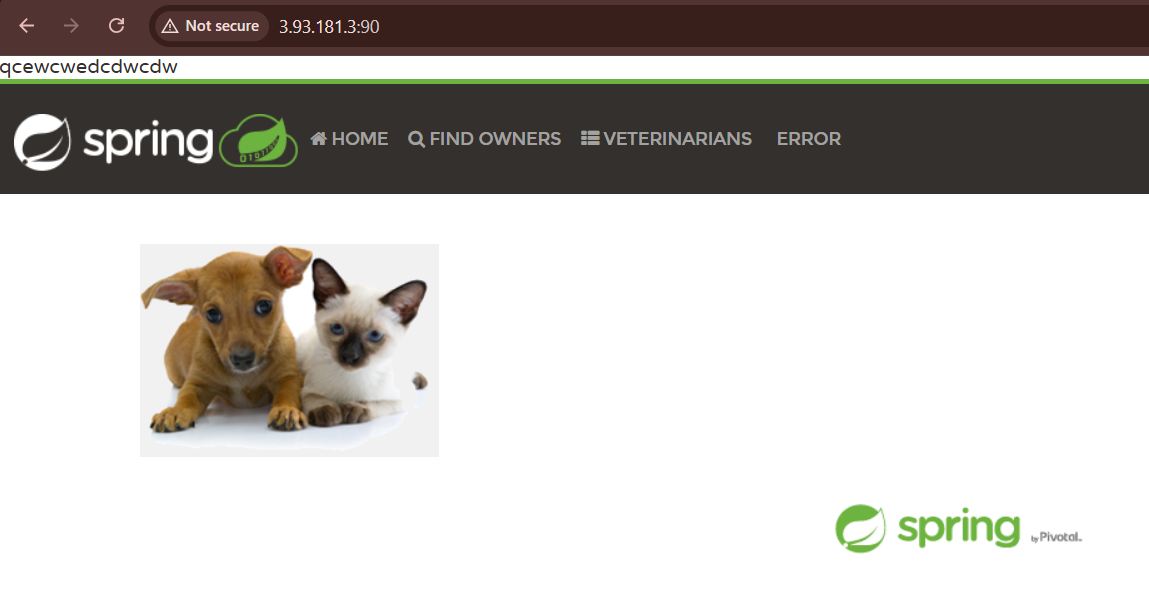 Not secure 3.93.181.3:90
qcewcwedcdwcdw
spring HOME FIND OWNERS VETERINARIANS ERROR
spring by Pivotal.